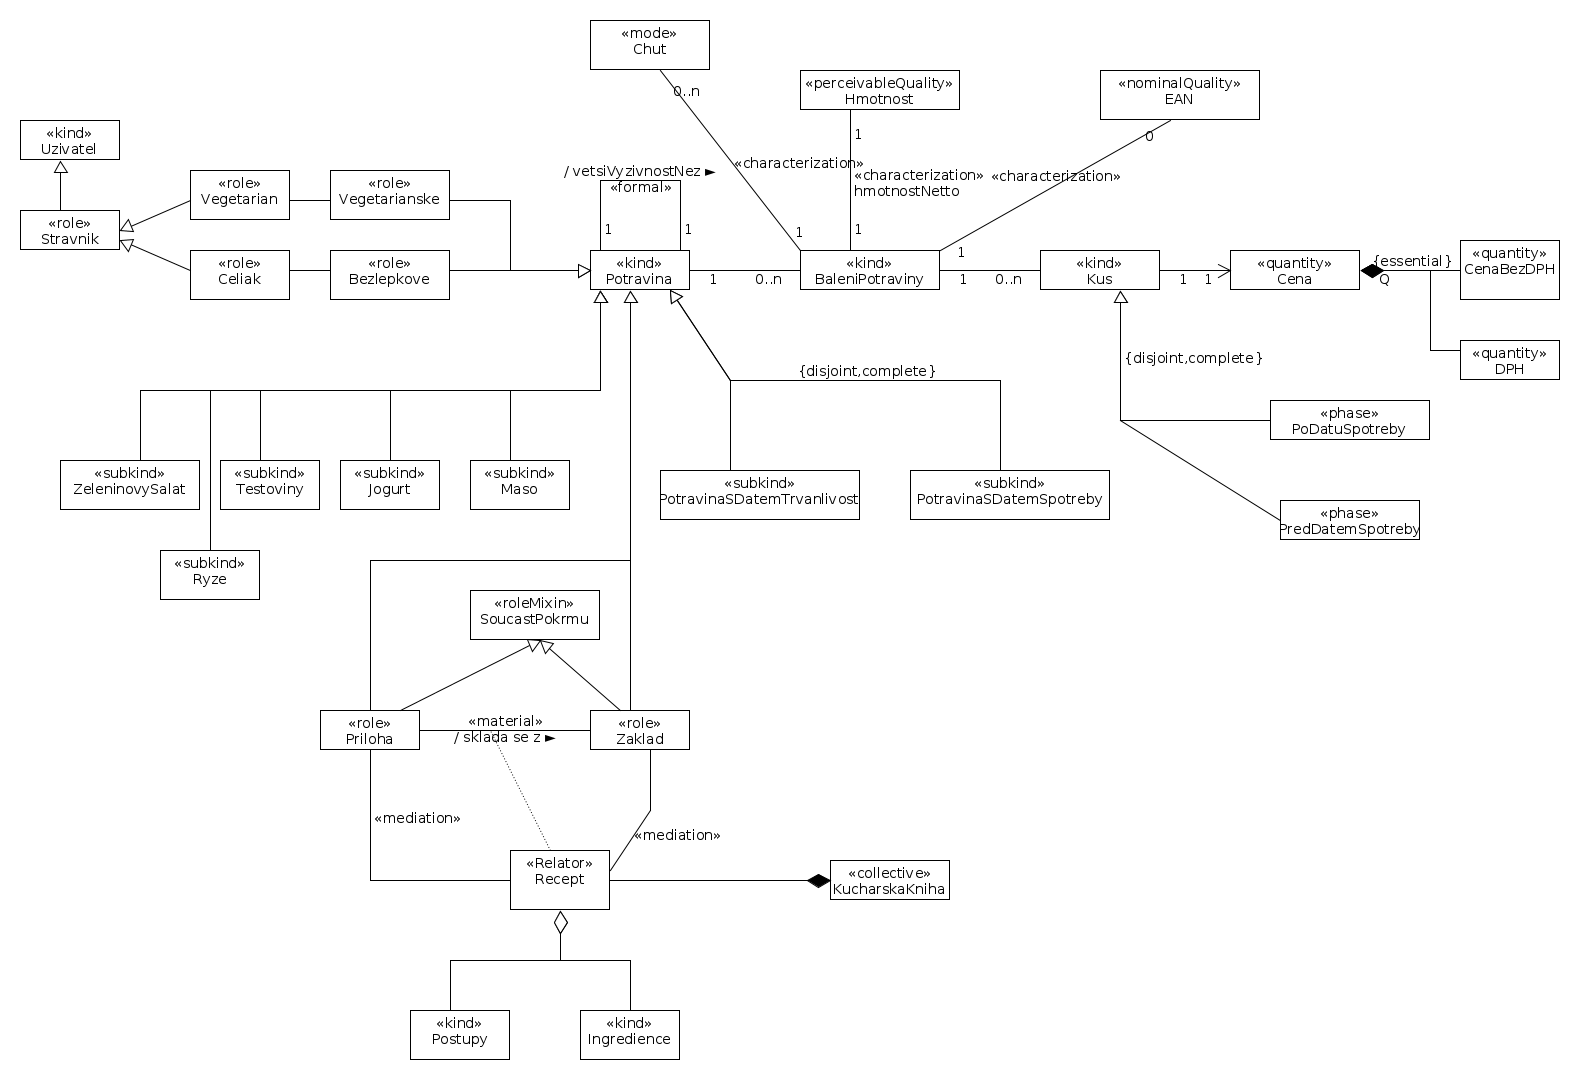 «mode»
Chut
0..n
«perceivableQuality»
Hmotnost
1
«nominalQuality»
EAN
0
«kind»
Uzivatel
«role»
Stravnik
«role»
Vegetarian
«role»
Vegetarianske
«role»
Celiak
«role»
Bezlepkove
/ vetsiVyzivnostNez ►
«formal»
1
1
«characterization»
«characterization»
hmotnostNetto
«characterization»
1
1
1
«kind»
Potravina
1
0..n
«kind»
BaleniPotraviny
1
0..n
«kind»
Kus
1
1
«quantity»
Cena
{essential}
Q
«quantity»
CenaBezDPH
«quantity»
DPH
{disjoint,complete}
{disjoint,complete}
«phase»
PoDatuSpotreby
«phase»
PredDatemSpotreby
«subkind»
ZeleninovySalat
«subkind»
Testoviny
«subkind»
Jogurt
«subkind»
Maso
«subkind»
PotravinaSDatemTrvanlivost
«subkind»
PotravinaSDatemSpotreby
«subkind»
Ryze
«roleMixin»
SoucastPokrmu
«role»
Priloha
«material»
/ sklada se z ►
«role»
Zaklad
«mediation»
«mediation»
«Relator»
Recept
«collective»
KucharskaKniha
«kind»
Postupy
«kind»
Ingredience